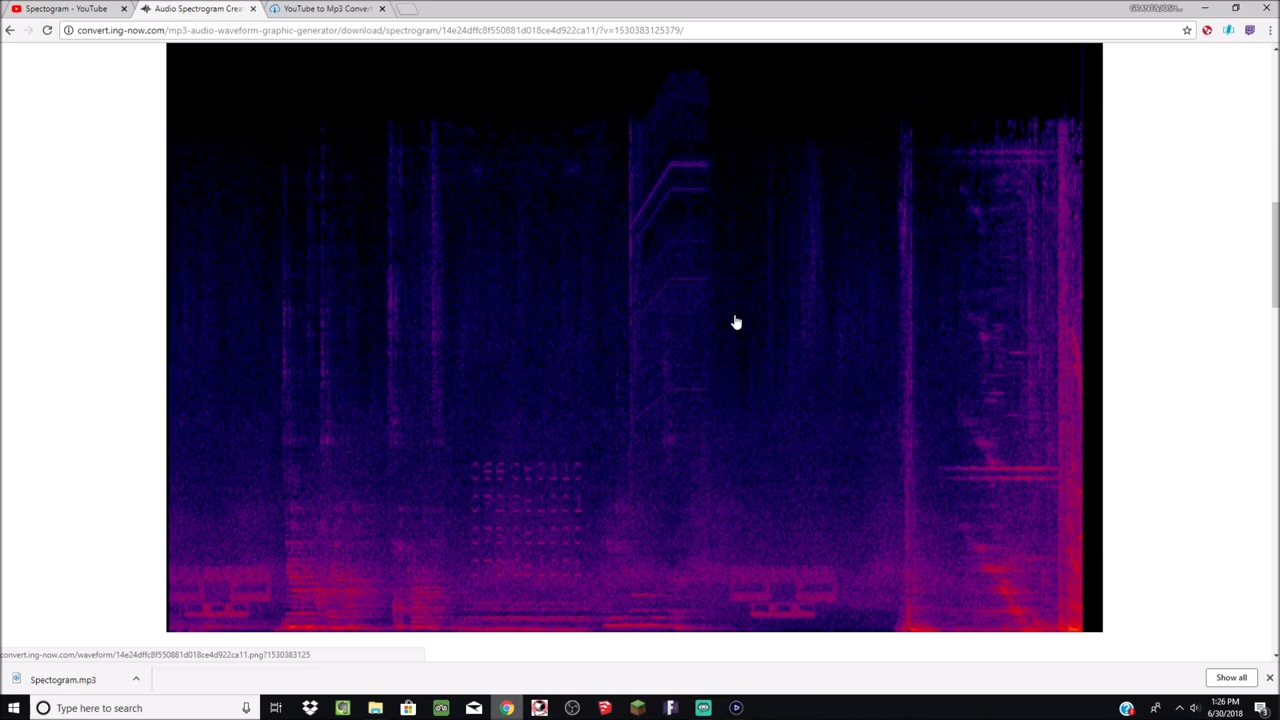 Spectogram - YouTube
Audio Spectrogram Crea
YouTube to Mp3 Convert
convert.ing-now.com/mp3-audio-waveform-graphic-generator/download/spectrogram/14e24dffc8f550881d018ce4d922ca11/?v=1530383125379/
convert.ing-now.com/waveform/14e24dffc8f550881d018ce4d922ca11.png?1530383125
Spectogram.mp3
Show all
Type here to search
1:26 PM
6/30/2018